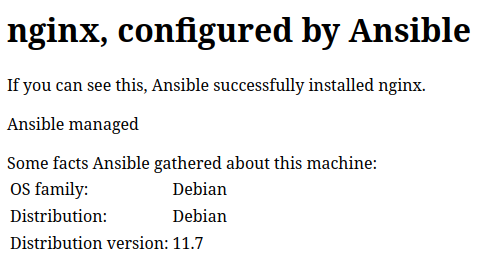 nginx, configured by Ansible
If you can see this, Ansible successfully installed nginx.
Ansible managed
Some facts Ansible gathered about this machine:
OS family: Debian
Distribution: Debian
Distribution version: 11.7